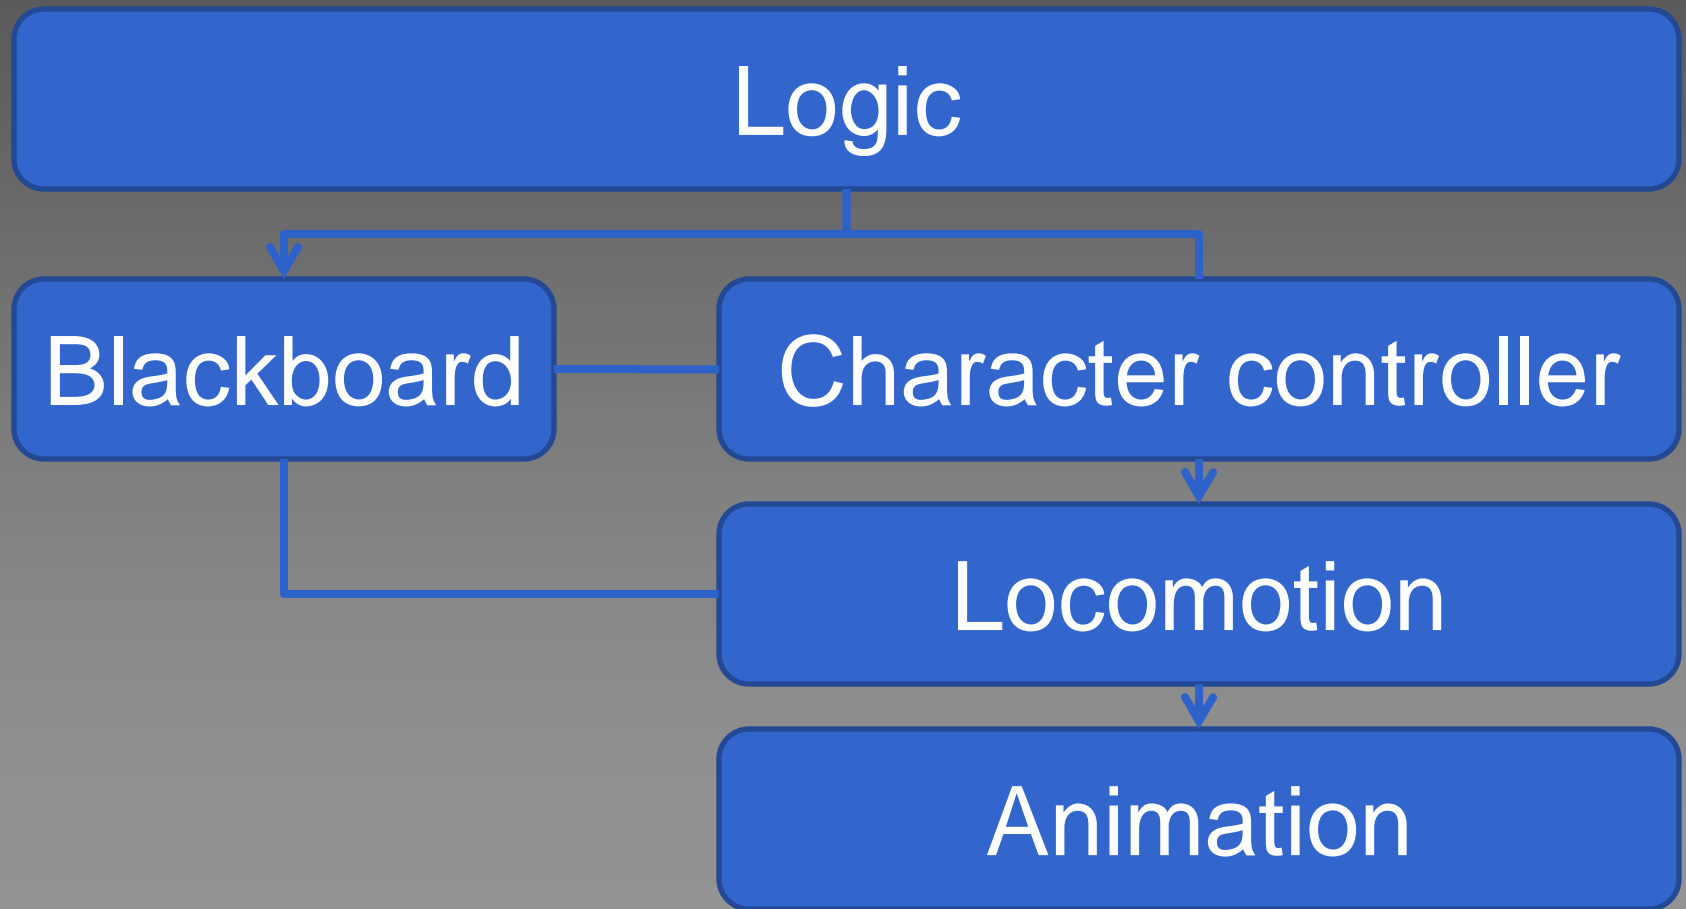 Logic
Blackboard
Character controller
Locomotion
Animation